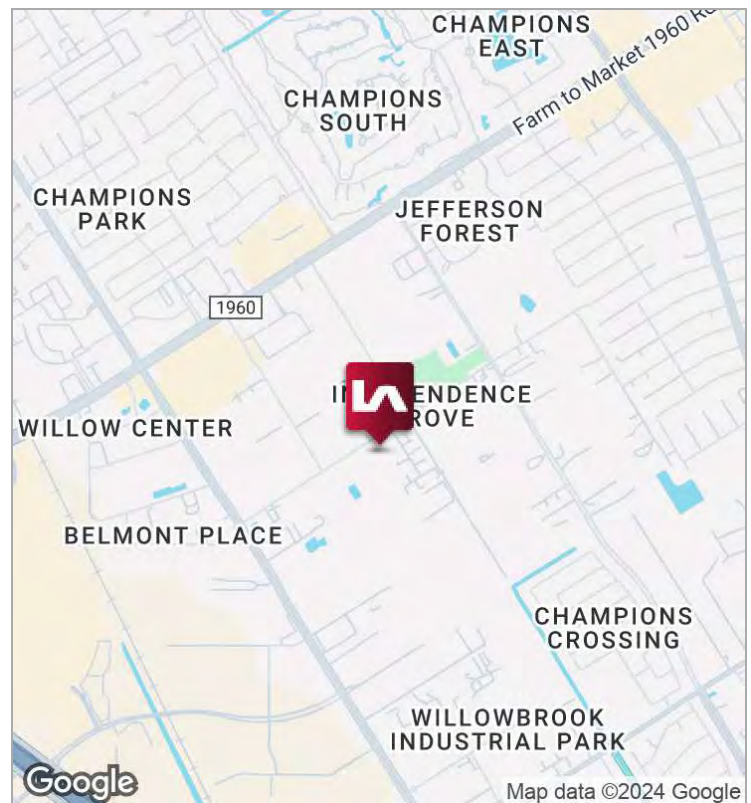 CHAMPIONS
EAST
Farm to Market 1960
CHAMPIONS
SOUTH
CHAMPIONS
PARK
JEFFERSON
FOREST
1960
ENDENCE
ROVE
WILLOW CENTER
BELMONT PLACE
CHAMPIONS
CROSSING
WILLOWBROOK
INDUSTRIAL PARK
Google
Map data ©2024 Google